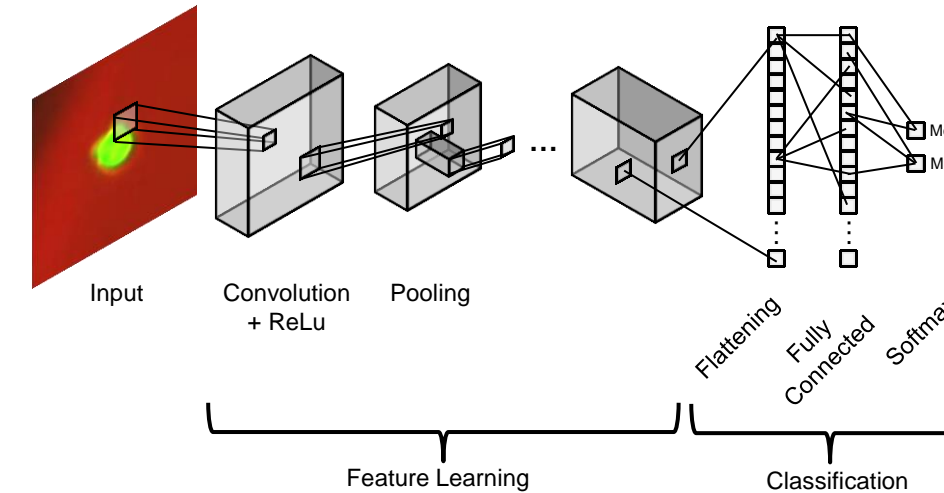 Input
Convolution
+ ReLu
Pooling
...
Flattening
Fully
Connected
Feature Learning
Classification